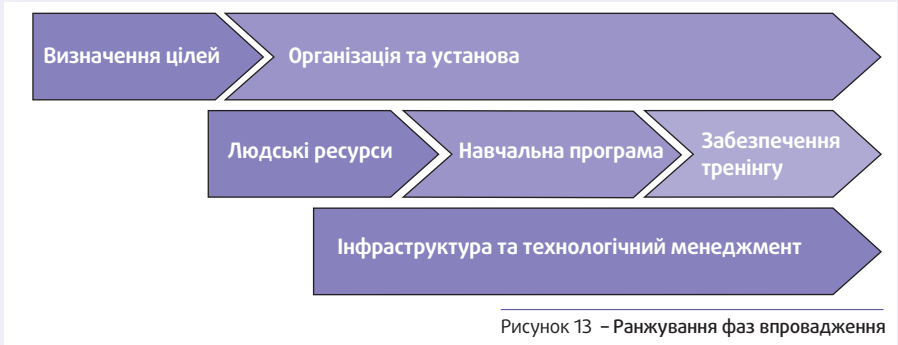 Визначення цілей
Організація та установа
Людські ресурси
Навчальна програма
Забезпечення
тренінгу
Інфраструктура та технологічний менеджмент
Рисунок 13 – Ранжування фаз впровадження